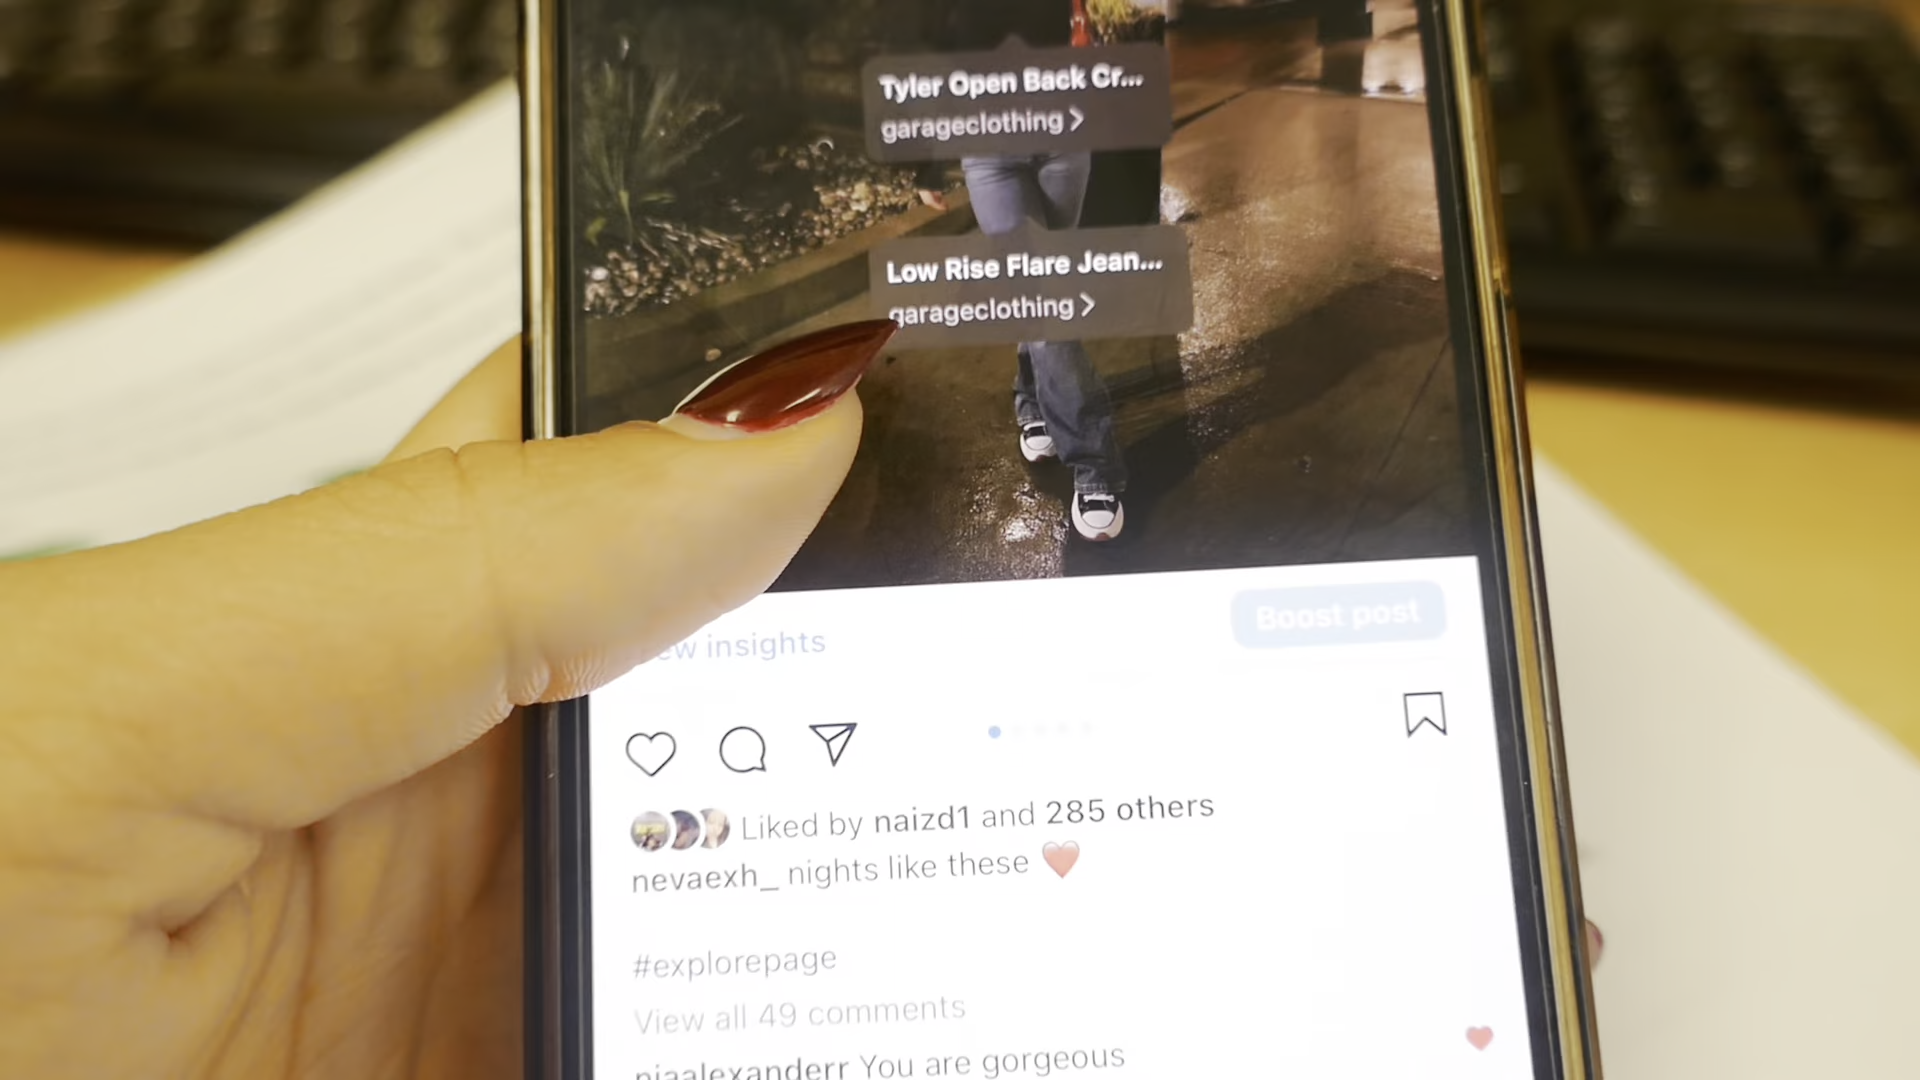 Tyler Open Back Cr...
garageclothing >
Low Rise Flare Jean...
garageclothing >
insights
Boost post
Liked by naizd1 and 285 others
nevaexh_ nights like these ❤️
#explorepage
View all 49 comments
niaalexanderr You are gorgeous